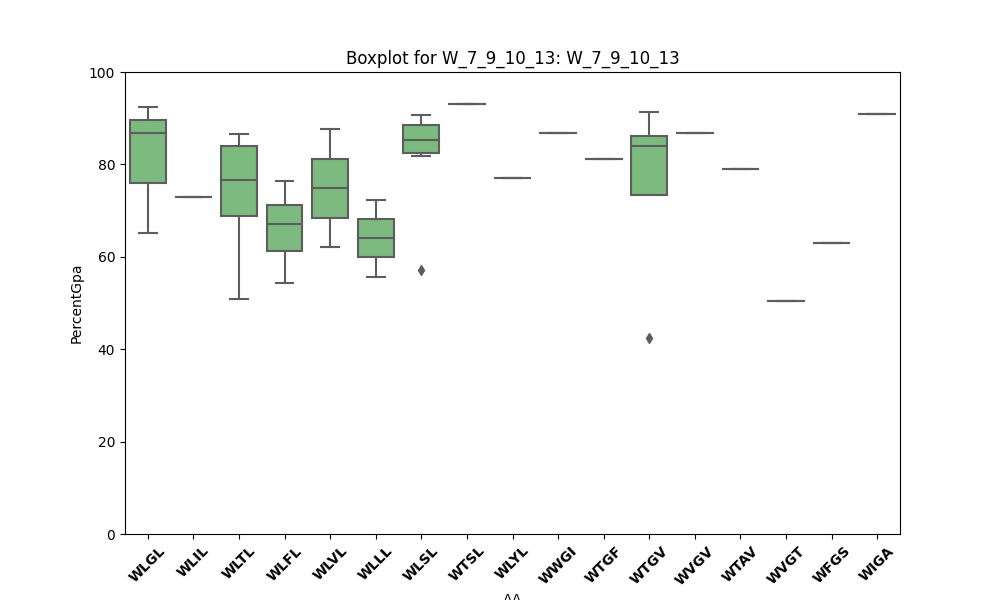 Boxplot for W_7_9_10_13: W_7_9_10_13
PercentGpa
100
80
60
40
20
0
WLGL
WLIL
WLTL
WLFL
WLVL
WLLL
WLSL
WTSL
WLYL
WWGI
WTGF
WTGV
WVGV
WTAV
WVGT
WFGS
WIGA
AA